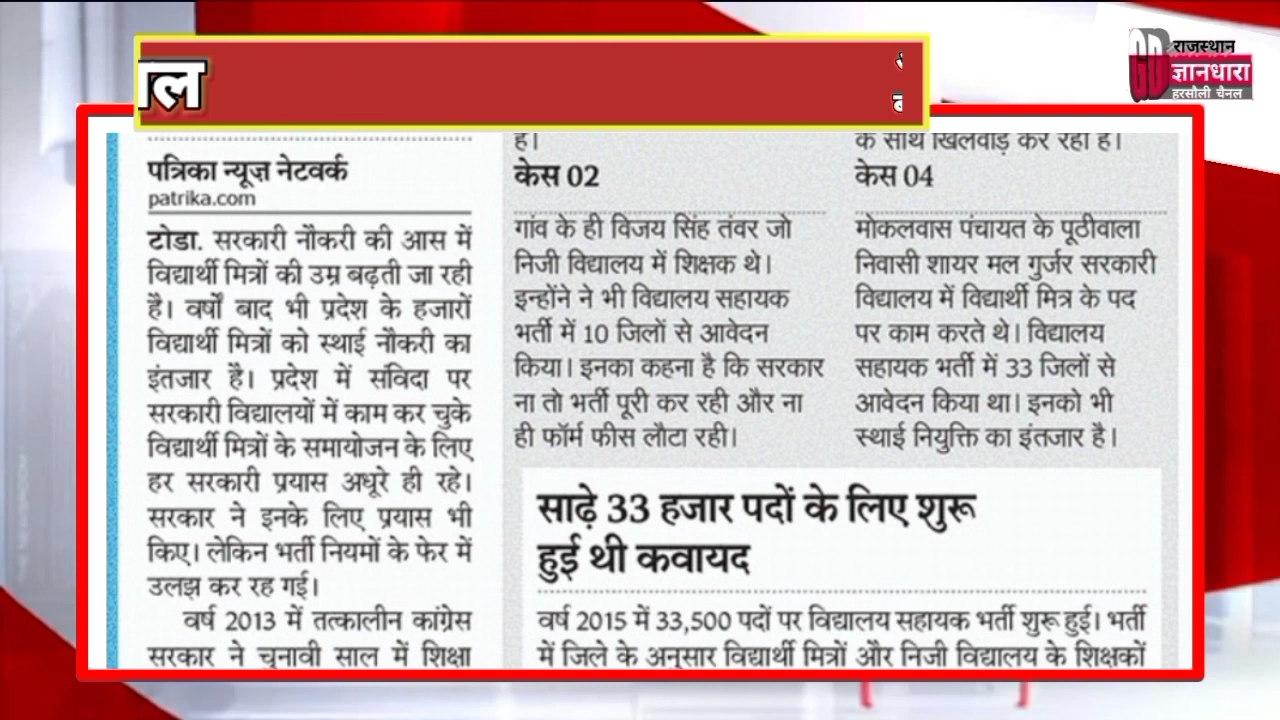 ाल
राजस्थान
ज्ञानधारा
हरसोली चैनल
GD
पत्रिका न्यूज़ नेटवर्क
patrika.com
टोडा. सरकारी नौकरी की आस में
विद्यार्थी मित्रों की उम्र बढ़ती जा रही
है। वर्षों बाद भी प्रदेश के हजारों
विद्यार्थी मित्रों को स्थाई नौकरी का
इंतजार है। प्रदेश में संविदा पर
सरकारी विद्यालयों में काम कर चुके
विद्यार्थी मित्रों के समायोजन के लिए
हर सरकारी प्रयास अधूरे ही रहे।
सरकार ने इनके लिए प्रयास भी
किए। लेकिन भर्ती नियमों के फेर में
उलझ कर रह गई।
वर्ष 2013 में तत्कालीन कांग्रेस
सरकार ने चुनावी साल में शिक्षा
है।
केस 02
गांव के ही विजय सिंह तंवर जो
निजी विद्यालय में शिक्षक थे।
इन्होंने ने भी विद्यालय सहायक
भर्ती में 10 जिलों से आवेदन
किया। इनका कहना है कि सरकार
ना तो भर्ती पूरी कर रही और ना
ही फॉर्म फीस लौटा रही।
के साथ खिलवाड़ कर रहा है।
केस 04
मोकलवास पंचायत के पूठीवाला
निवासी शायर मल गुर्जर सरकारी
विद्यालय में विद्यार्थी मित्र के पद
पर काम करते थे। विद्यालय
सहायक भर्ती में 33 जिलों से
आवेदन किया था। इनको भी
स्थाई नियुक्ति का इंतजार है।
साढ़े 33 हजार पदों के लिए शुरू
हुई थी कवायद
वर्ष 2015 में 33,500 पदों पर विद्यालय सहायक भर्ती शुरू हुई। भर्ती
में जिले के अनुसार विद्यार्थी मित्रों और निजी विद्यालय के शिक्षकों